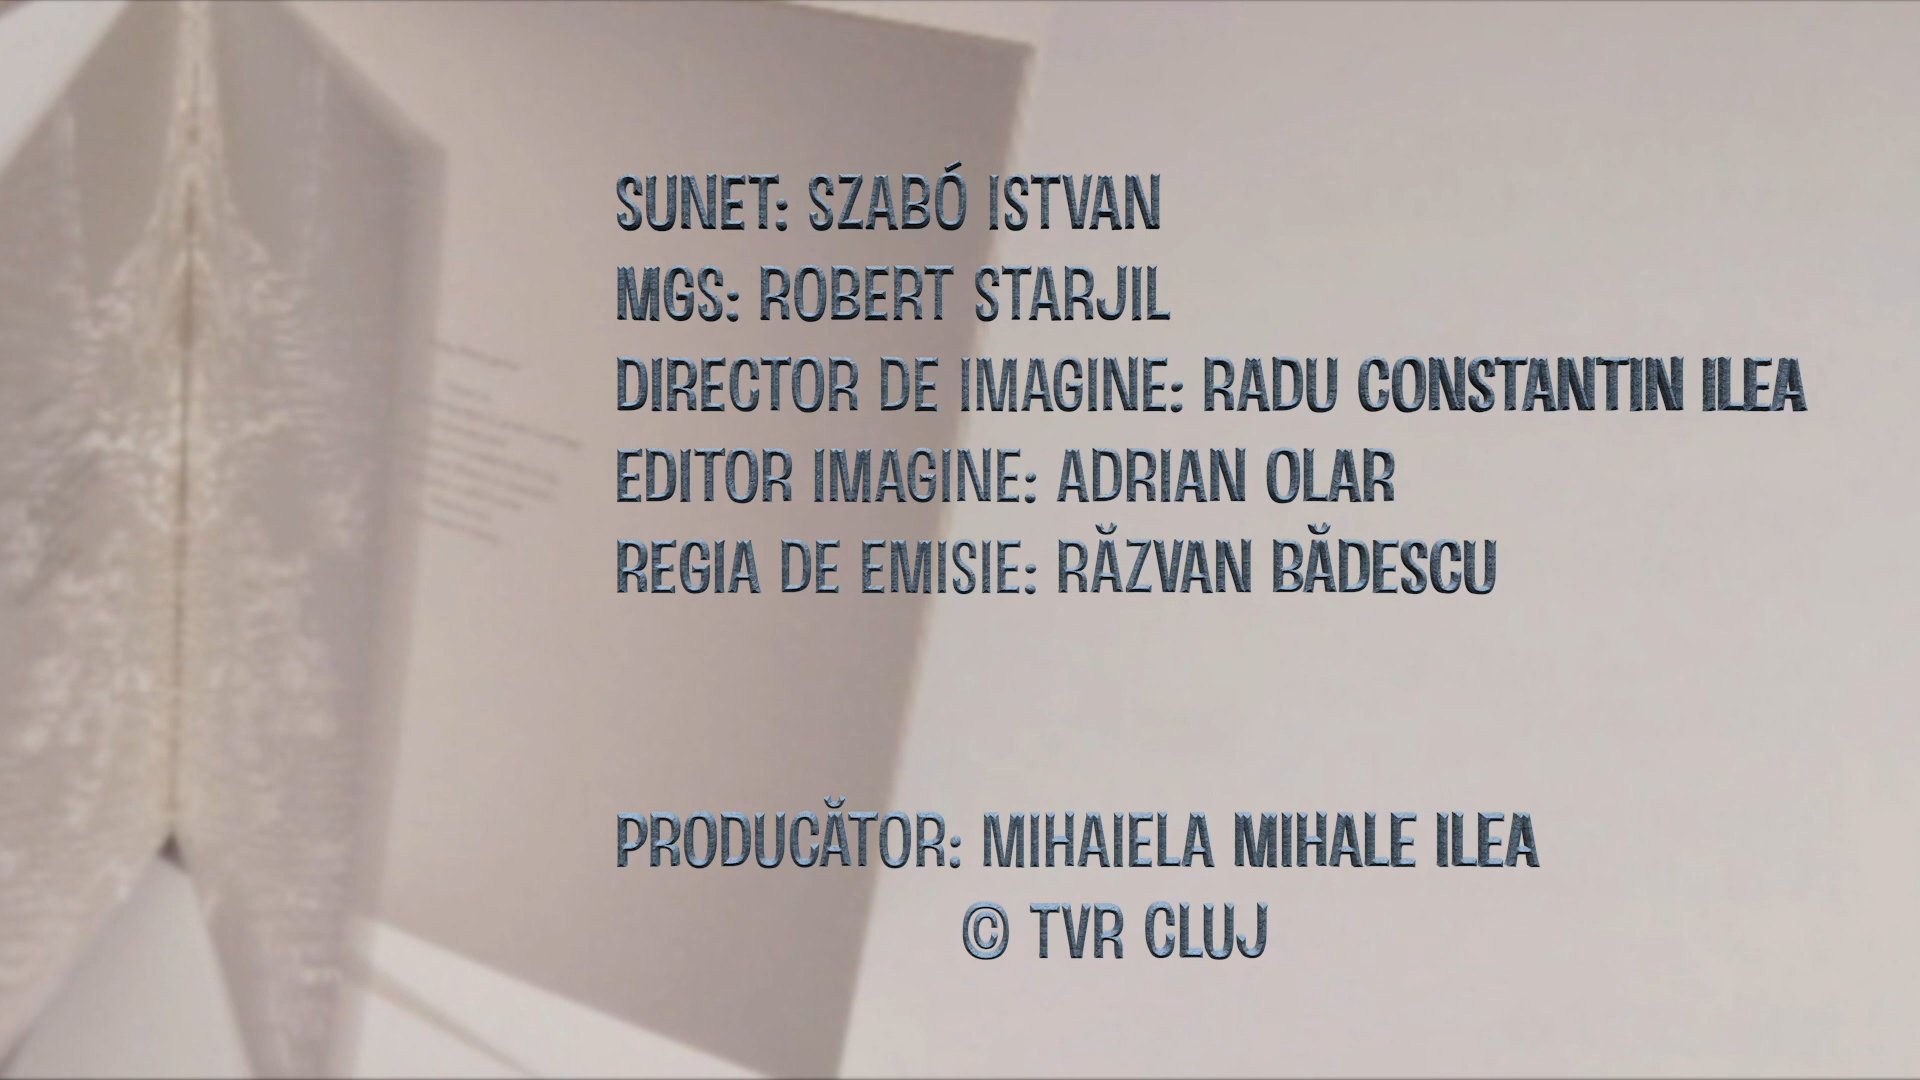 SUNET: SZABÓ ISTVAN
MGS: ROBERT STARJIL
DIRECTOR DE IMAGINE: RADU CONSTANTIN ILEA
EDITOR IMAGINE: ADRIAN OLAR
REGIA DE EMISIE: RĂZVAN BĂDESCU
PRODUCĂTOR: MIHAIELA MIHALE ILEA
© TVR CLUJ